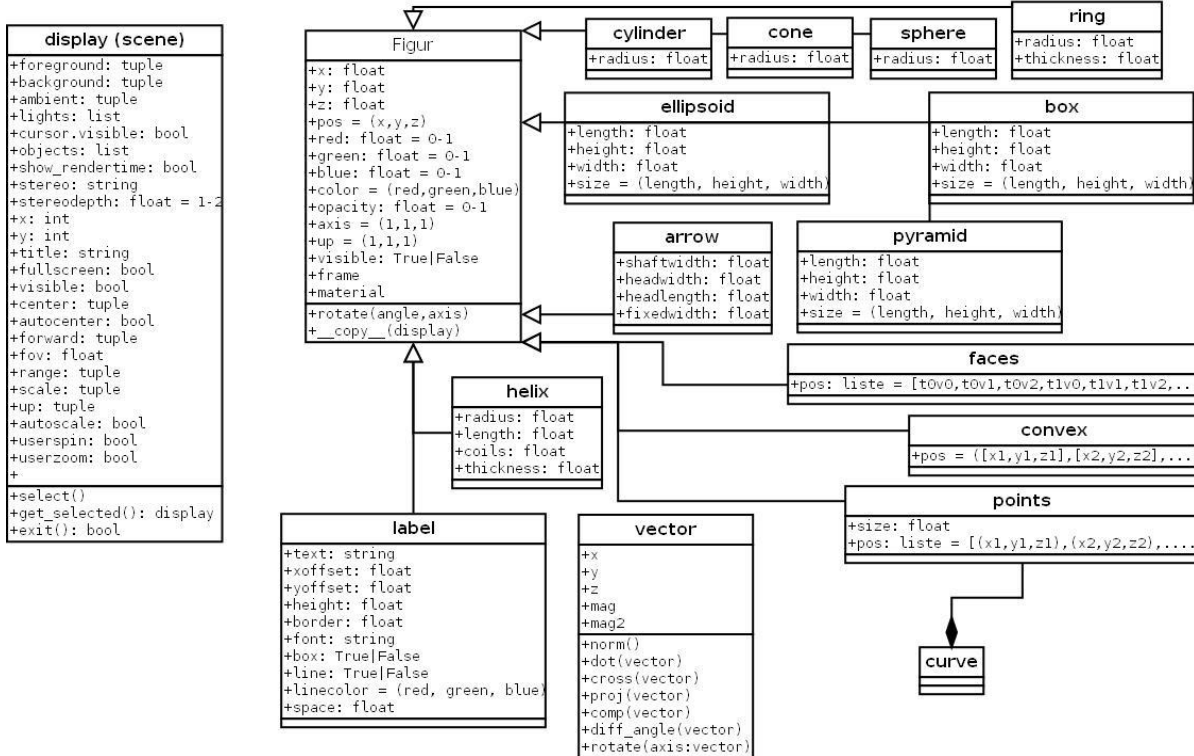 display (scene)
+foreground: tuple
+background: tuple
+ambient: tuple
+lights: list
+cursor.visible: bool
+objects: list
+show_rendertime: bool
+stereo: string
+stereodepth: float = 1-2
+x: int
+y: int
+title: string
+fullscreen: bool
+visible: bool
+center: tuple
+autocenter: bool
+forward: tuple
+fov: float
+range: tuple
+scale: tuple
+up: tuple
+autoscale: bool
+userspin: bool
+userzoom: bool
+
+select()
+get_selected(): display
+exit(): bool
Figur
+x: float
+y: float
+z: float
+pos = (x,y,z)
+red: float = 0-1
+green: float = 0-1
+blue: float = 0-1
+color = (red,green,blue)
+opacity: float = 0-1
+axis = (1,1,1)
+up = (1,1,1)
+visible: True|False
+frame
+material
+rotate(angle,axis)
+__copy__(display)
cylinder
+radius: float
cone
+radius: float
sphere
+radius: float
ring
+radius: float
+thickness: float
ellipsoid
+length: float
+height: float
+width: float
+size = (length, height, width)
box
+length: float
+height: float
+width: float
+size = (length, height, width)
arrow
+shaftwidth: float
+headwidth: float
+headlength: float
+fixedwidth: float
pyramid
+length: float
+height: float
+width: float
+size = (length, height, width)
faces
+pos: liste = [t0v0,t0v1,t0v2,t1v0,t1v1,t1v2,...
helix
+radius: float
+length: float
+coils: float
+thickness: float
convex
+pos = ([x1,y1,z1],[x2,y2,z2],....
points
+size: float
+pos: liste = [(x1,y1,z1),(x2,y2,z2),....
label
+text: string
+xoffset: float
+yoffset: float
+height: float
+border: float
+font: string
+box: True|False
+line: True|False
+linecolor = (red, green, blue)
+space: float
vector
+x
+y
+z
+mag
+mag2
+norm()
+dot(vector)
+cross(vector)
+proj(vector)
+comp(vector)
+diff_angle(vector)
+rotate(axis:vector)
curve